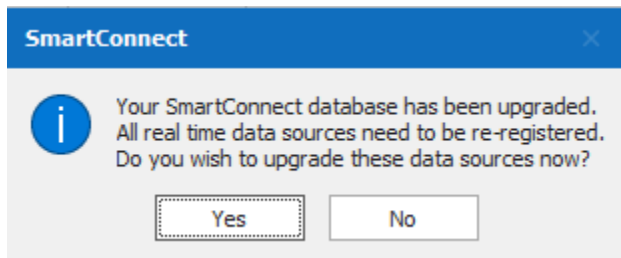 SmartConnect
Your SmartConnect database has been upgraded.
All real time data sources need to be re-registered.
Do you wish to upgrade these data sources now?
Yes
No